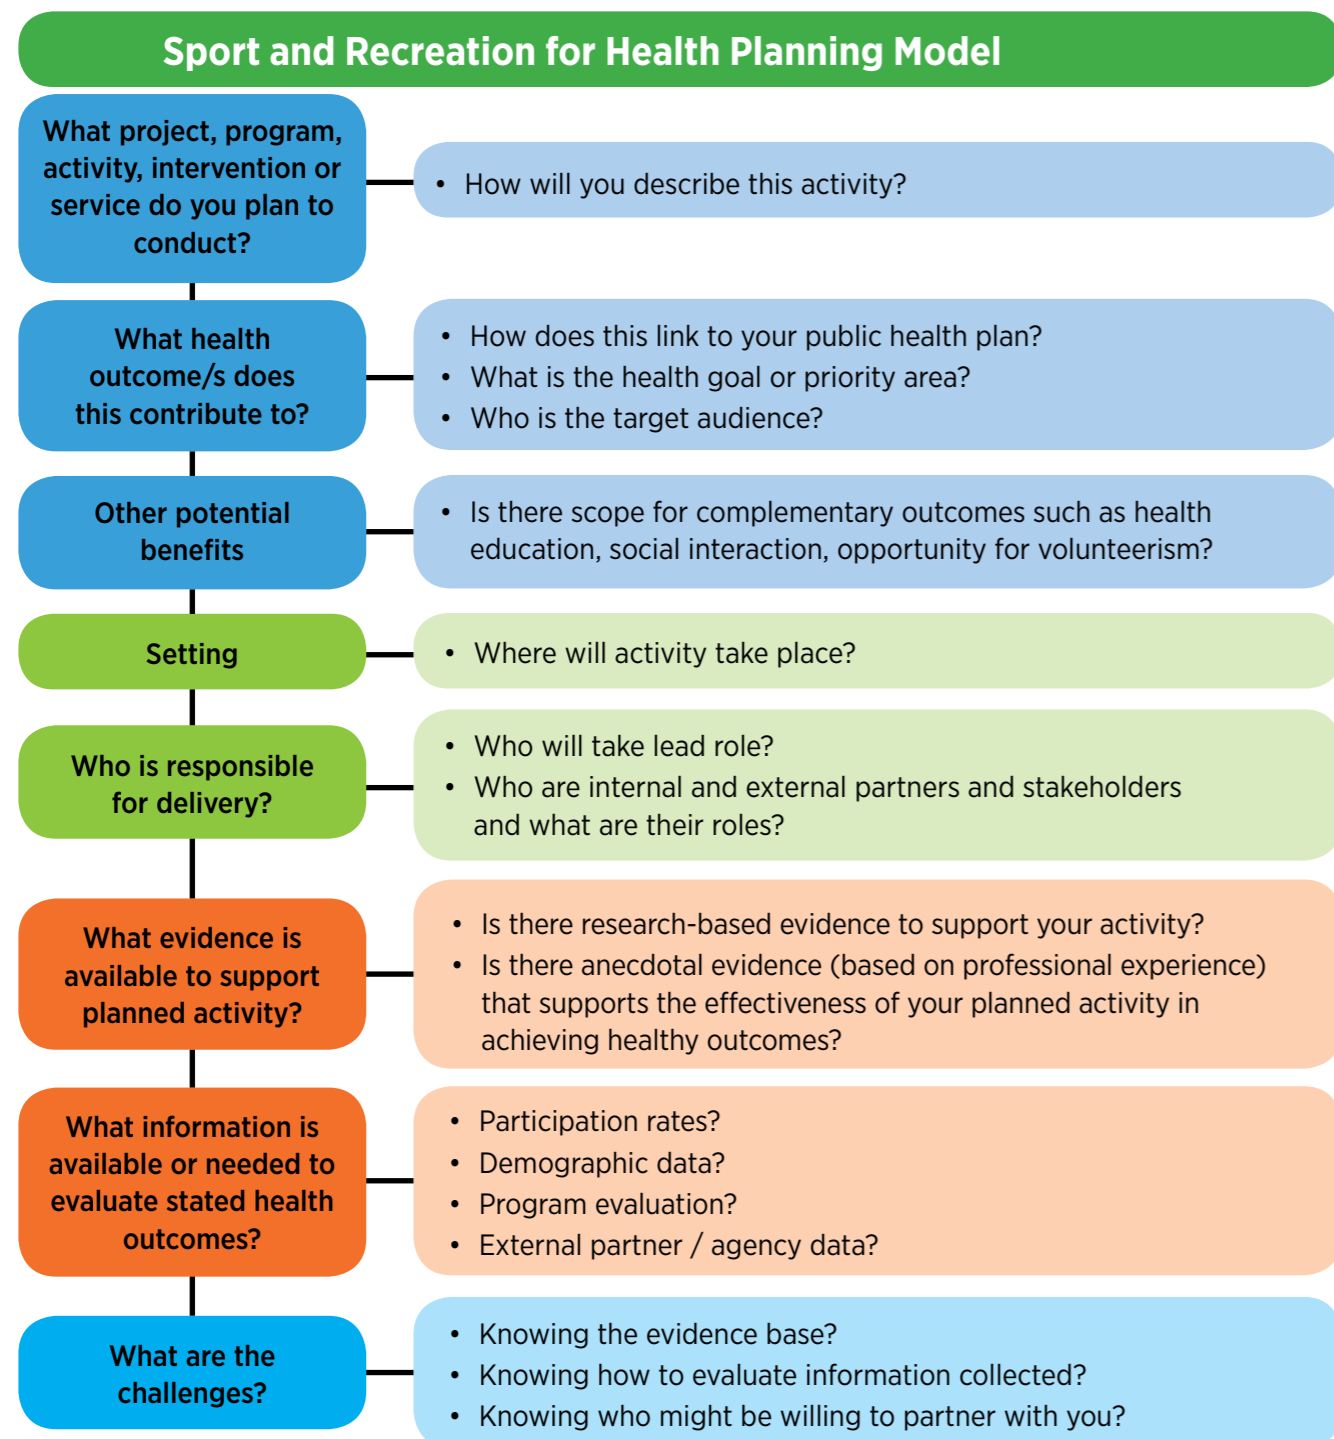 Sport and Recreation for Health Planning Model
What project, program,
activity, intervention or
service do you plan to
conduct?
• How will you describe this activity?
What health
outcome/s does
this contribute to?
• How does this link to your public health plan?
• What is the health goal or priority area?
• Who is the target audience?
Other potential
benefits
• Is there scope for complementary outcomes such as health
education, social interaction, opportunity for volunteerism?
Setting
• Where will activity take place?
Who is responsible
for delivery?
• Who will take lead role?
• Who are internal and external partners and stakeholders
and what are their roles?
What evidence is
available to support
planned activity?
• Is there research-based evidence to support your activity?
• Is there anecdotal evidence (based on professional experience)
that supports the effectiveness of your planned activity in
achieving healthy outcomes?
What information is
available or needed to
evaluate stated health
outcomes?
• Participation rates?
• Demographic data?
• Program evaluation?
• External partner / agency data?
What are the
challenges?
• Knowing the evidence base?
• Knowing how to evaluate information collected?
• Knowing who might be willing to partner with you?